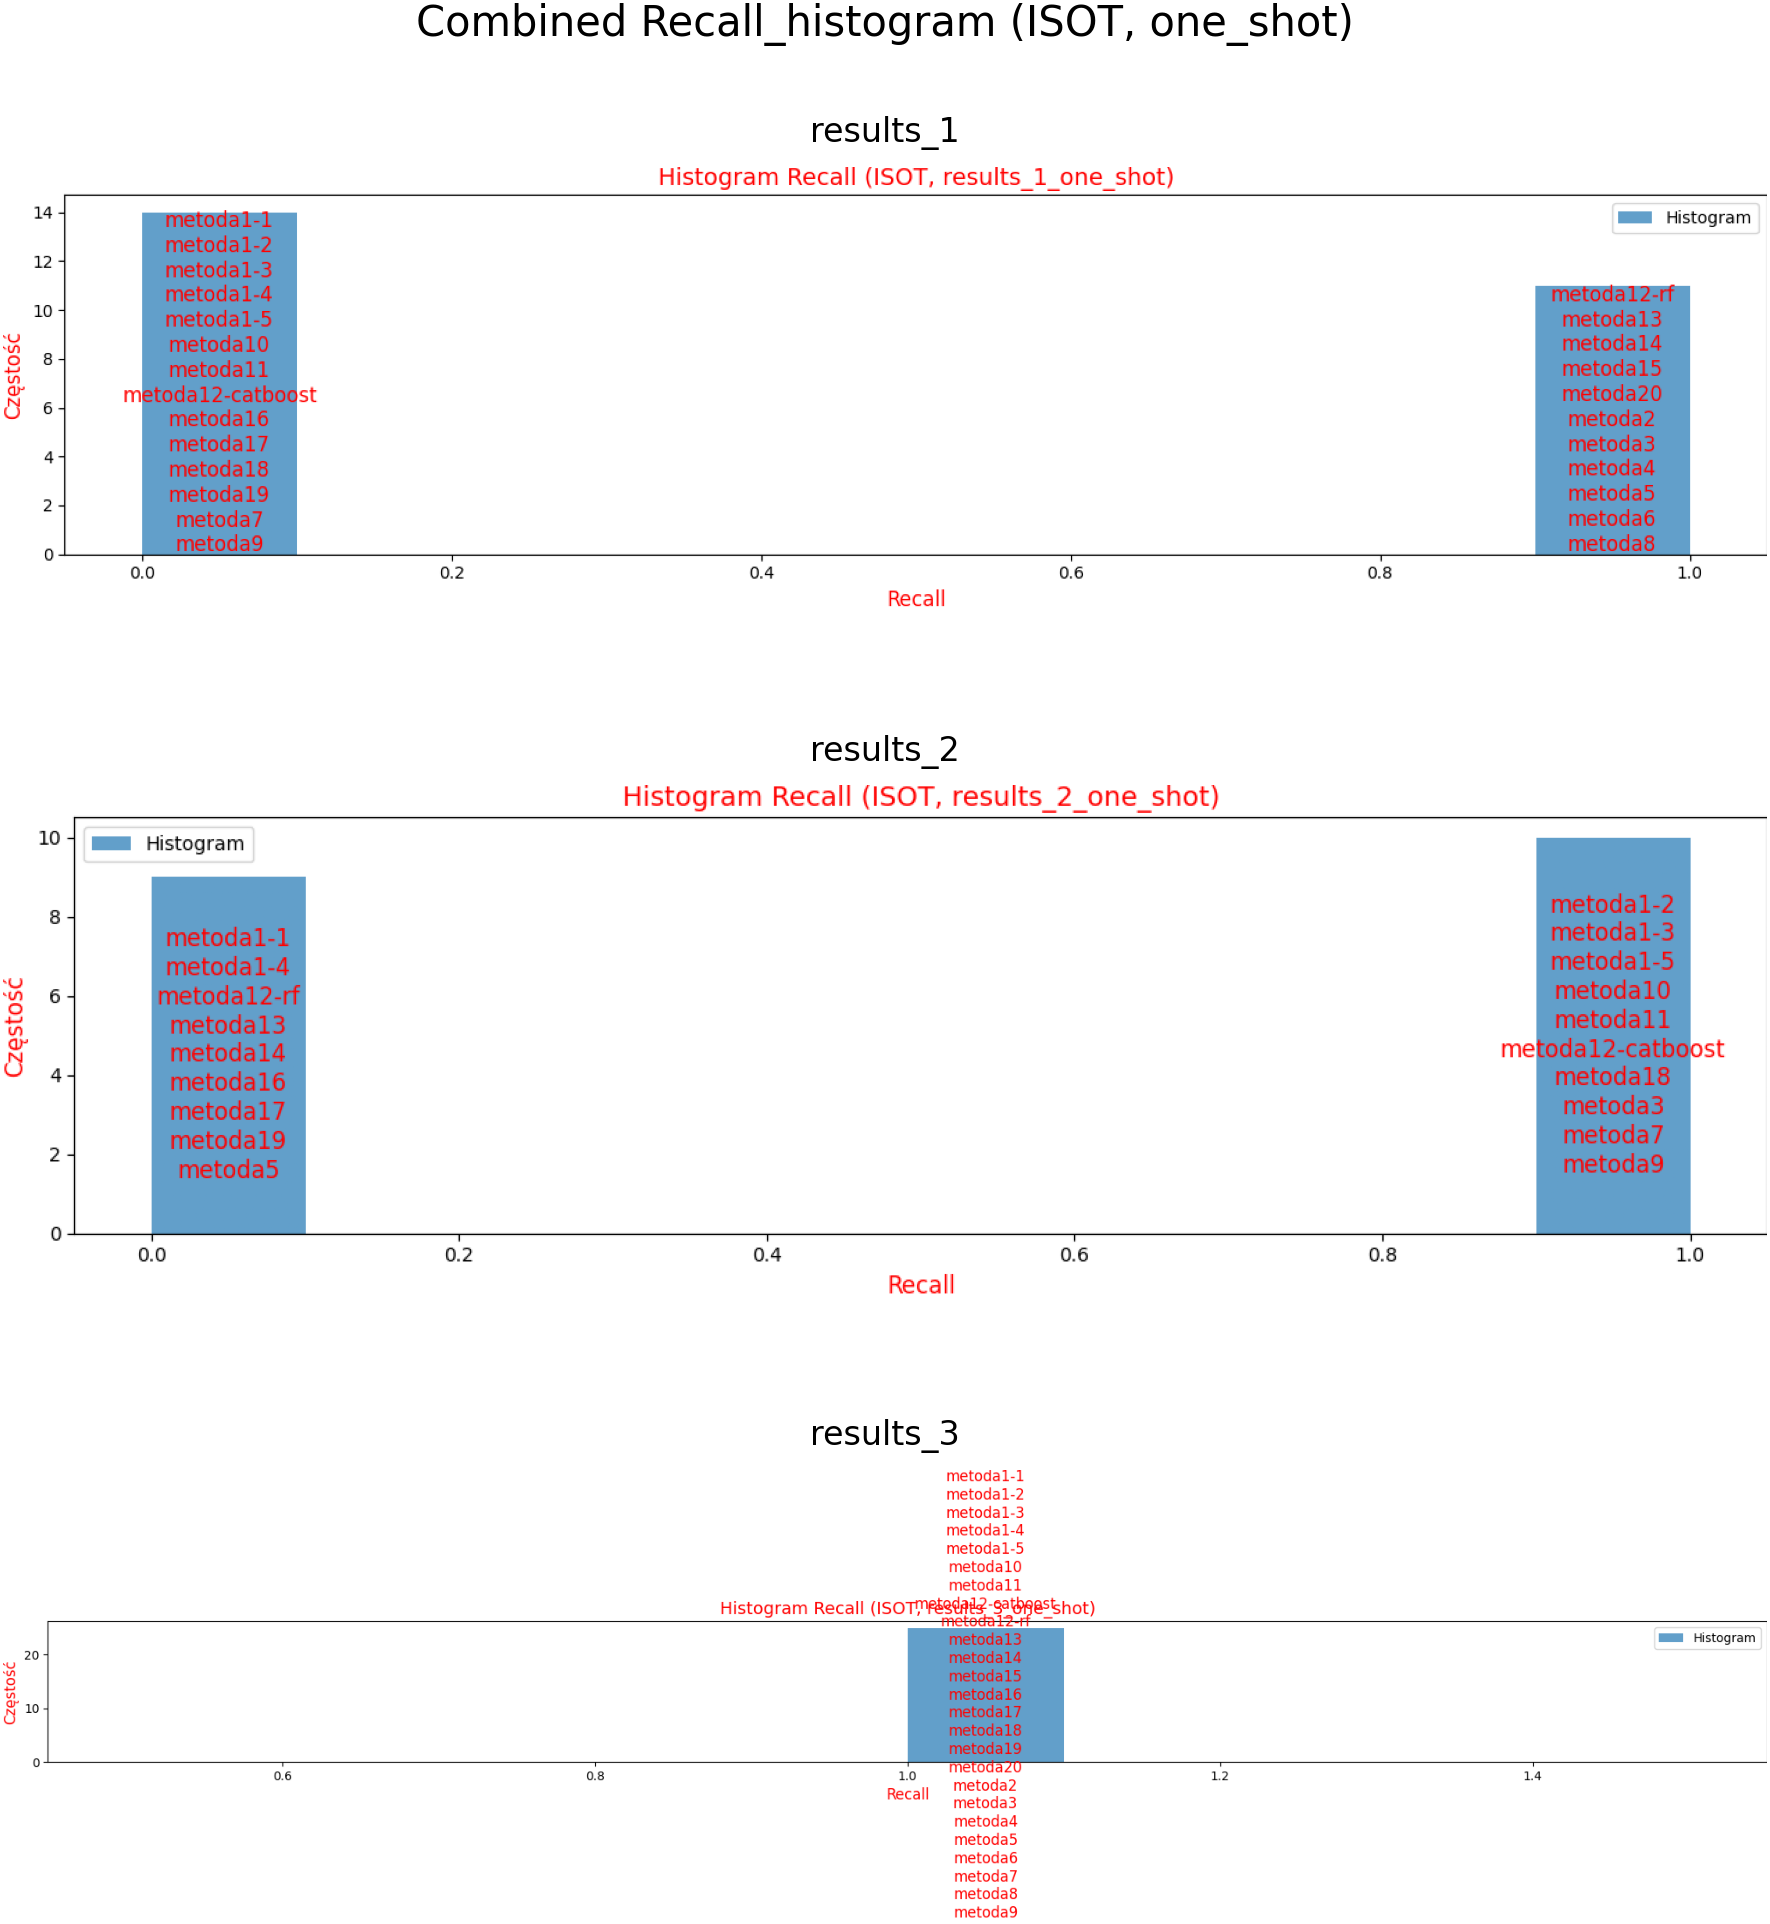 Combined Recall_histogram (ISOT, one_shot)
results_1
Histogram Recall (ISOT, results_1_one_shot)
Histogram
14
12
10
8
6
4
2
0
Częstość
metoda1-1
metoda1-2
metoda1-3
metoda1-4
metoda1-5
metoda10
metoda11
metoda12-catboost
metoda16
metoda17
metoda18
metoda19
metoda7
metoda9
metoda12-rf
metoda13
metoda14
metoda15
metoda20
metoda2
metoda3
metoda4
metoda5
metoda6
metoda8
0.0 0.2 0.4 0.6 0.8 1.0
Recall
results_2
Histogram Recall (ISOT, results_2_one_shot)
Histogram
10
8
6
4
2
0
Częstość
metoda1-1
metoda1-4
metoda12-rf
metoda13
metoda14
metoda16
metoda17
metoda19
metoda5
metoda1-2
metoda1-3
metoda1-5
metoda10
metoda11
metoda12-catboost
metoda18
metoda3
metoda7
metoda9
0.0 0.2 0.4 0.6 0.8 1.0
Recall
results_3
Histogram Recall (ISOT, results_3_one_shot)
Histogram
20
10
0
Częstość
metoda1-1
metoda1-2
metoda1-3
metoda1-4
metoda1-5
metoda10
metoda11
metoda12-catboost
metoda12-rf
metoda13
metoda14
metoda15
metoda16
metoda17
metoda18
metoda19
metoda20
metoda2
metoda3
metoda4
metoda5
metoda6
metoda7
metoda8
metoda9
0.6 0.8 1.0 1.2 1.4
Recall